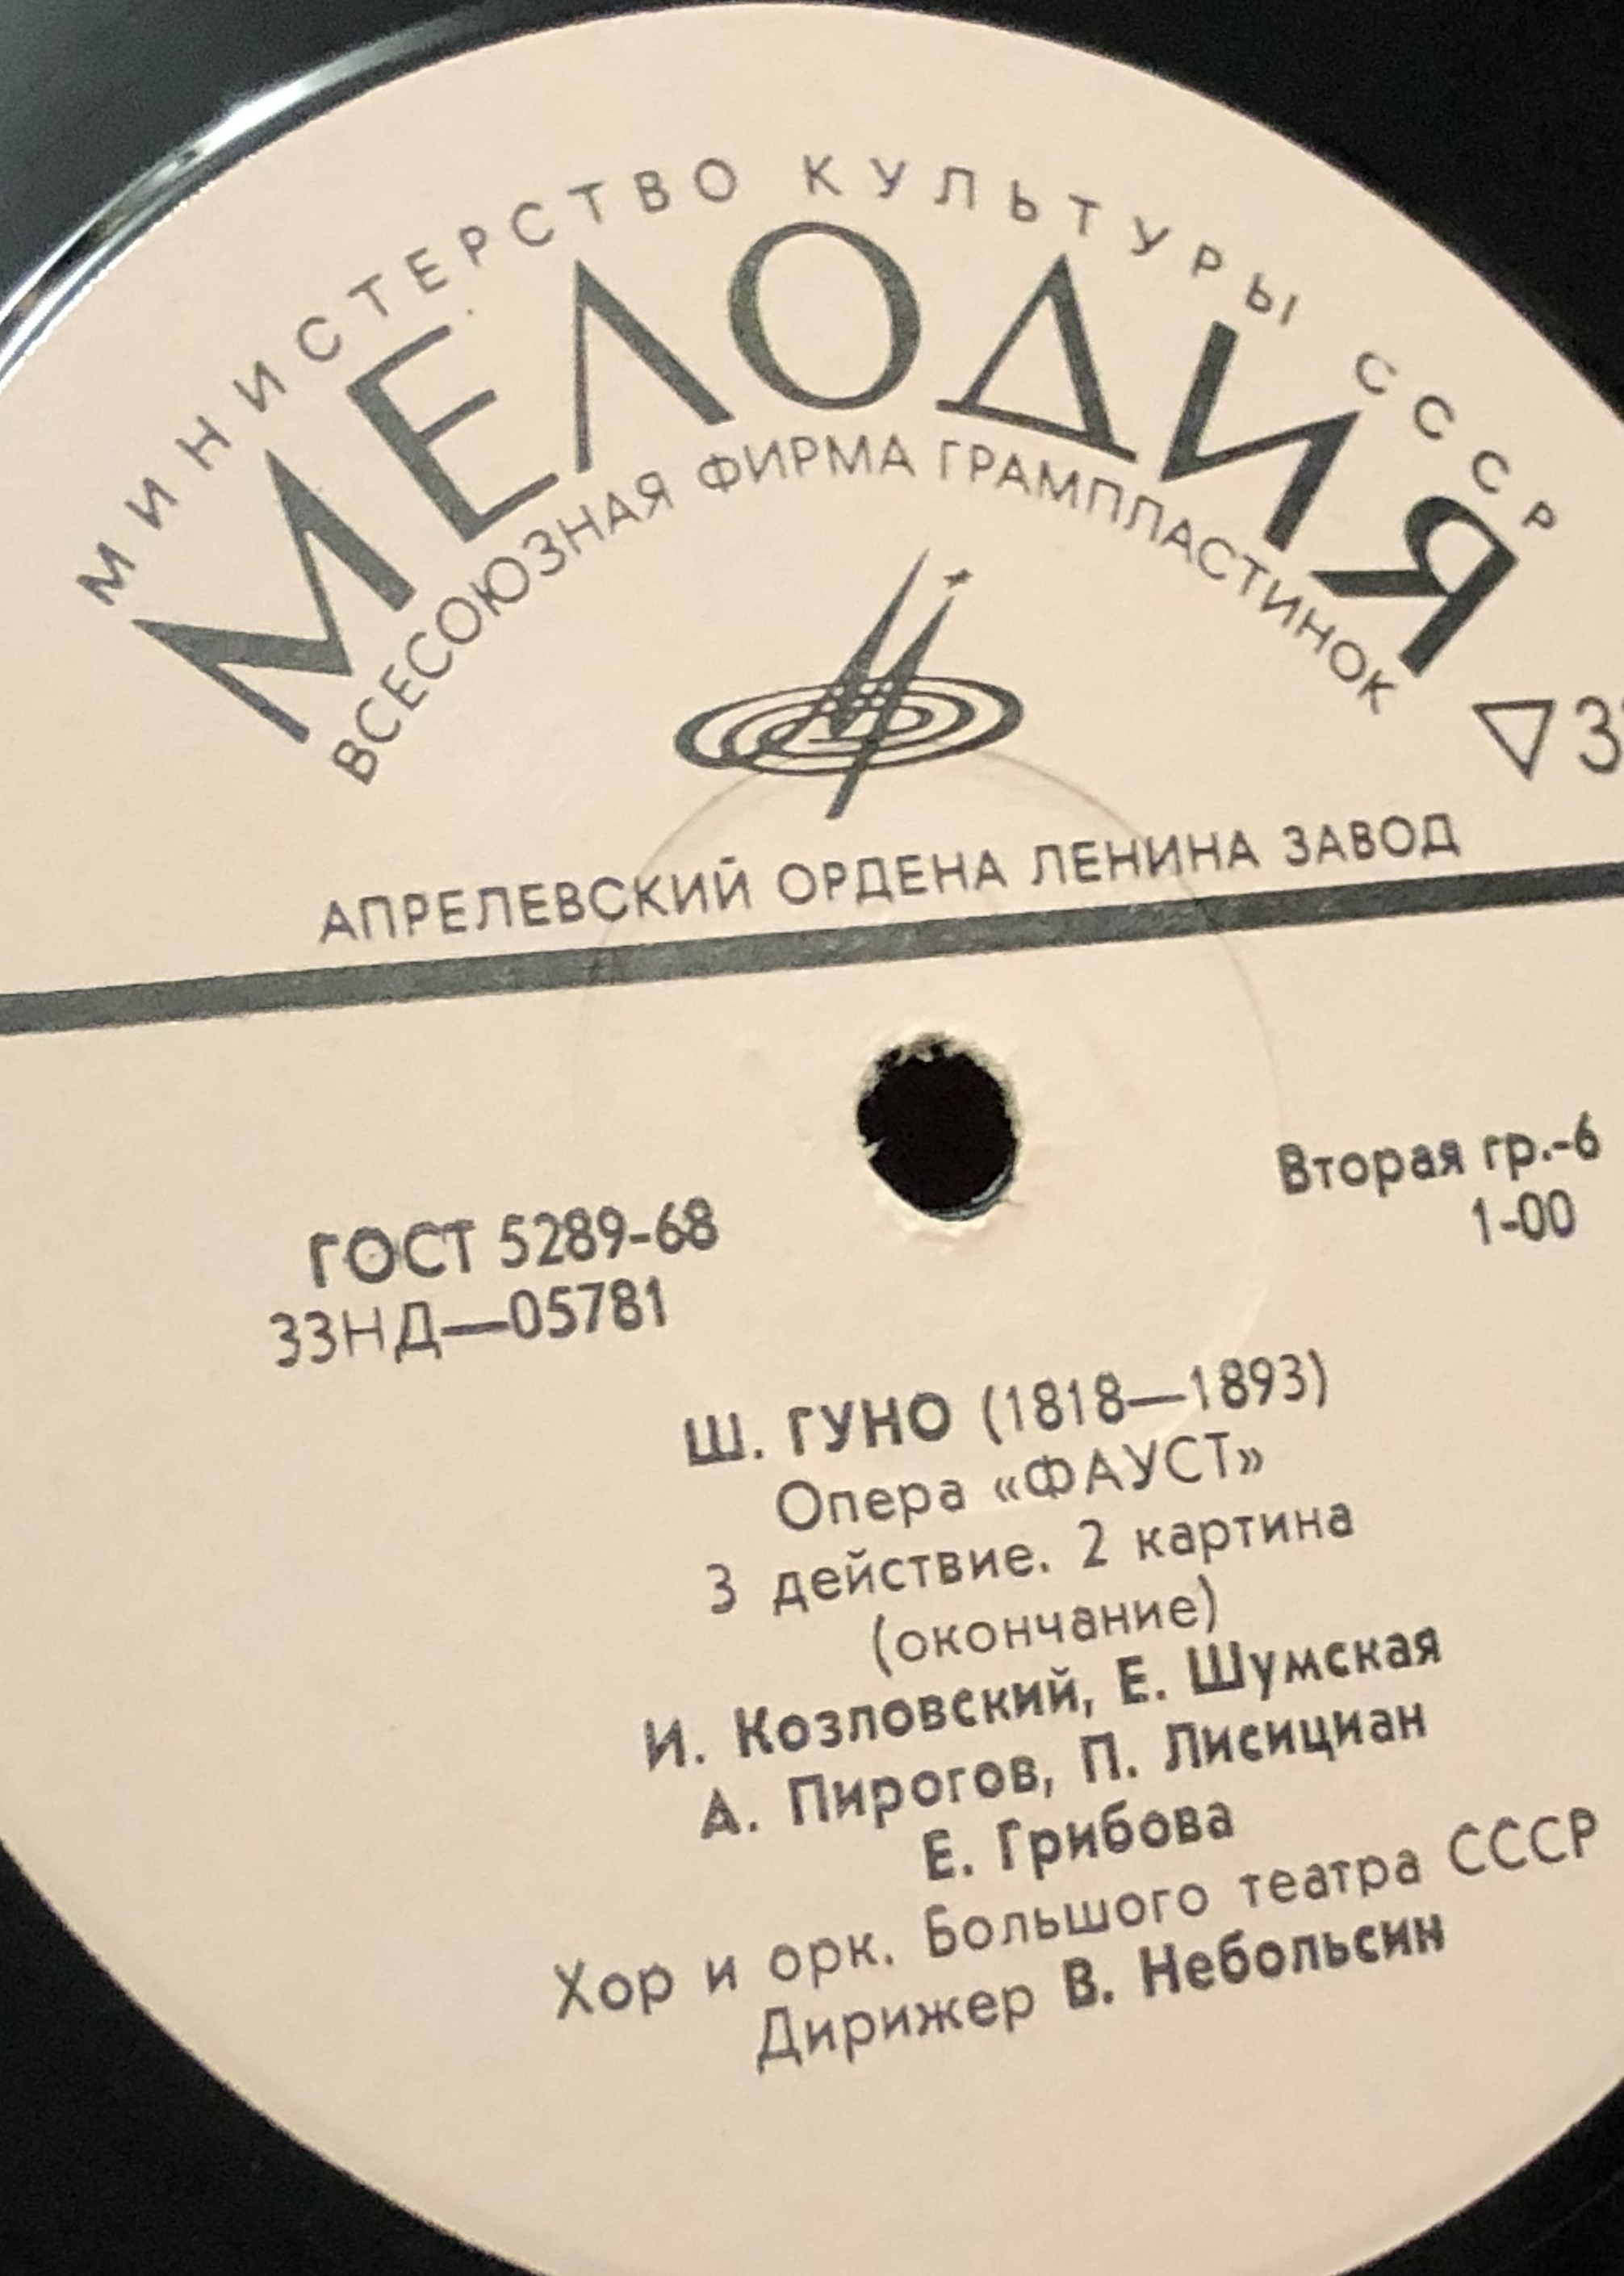 МИНИСТЕРСТВО КУЛЬТУРЫ СССР
МЕЛОДИЯ
ВСЕСОЮЗНАЯ ФИРМА ГРАМПЛАСТИНОК
▽3
АПРЕЛЕВСКИЙ ОРДЕНА ЛЕНИНА ЗАВОД
Вторая гр.-6
1-00
ГОСТ 5289-68
33НД—05781
Ш. ГУНО (1818—1893)
Опера «ФАУСТ»
3 действие. 2 картина
(окончание)
И. Козловский, Е. Шумская
А. Пирогов, П. Лисициан
Е. Грибова
Хор и орк. Большого театра СССР
Дирижер В. Небольсин